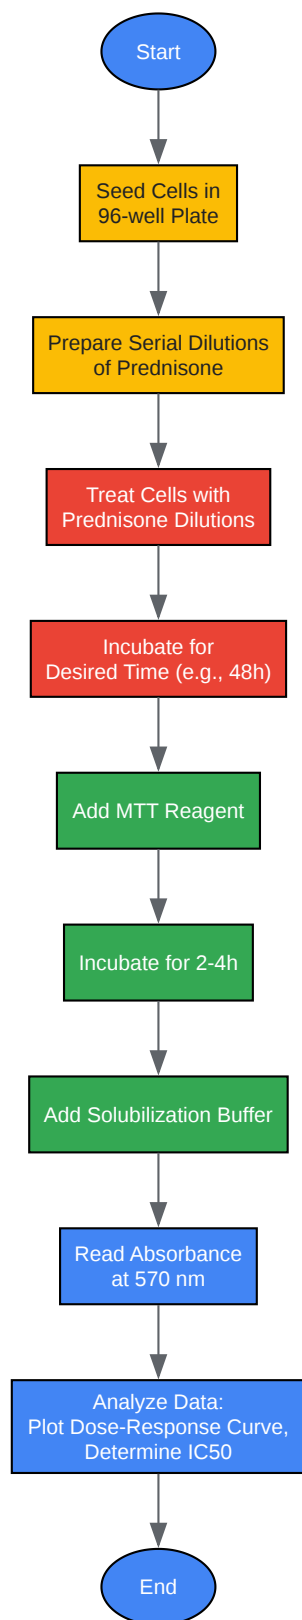 Start
Seed Cells in
96-well Plate
Prepare Serial Dilutions
of Prednisone
Treat Cells with
Prednisone Dilutions
Incubate for
Desired Time (e.g., 48h)
Add MTT Reagent
Incubate for 2-4h
Add Solubilization Buffer
Read Absorbance
at 570 nm
Analyze Data:
Plot Dose-Response Curve,
Determine IC50
End